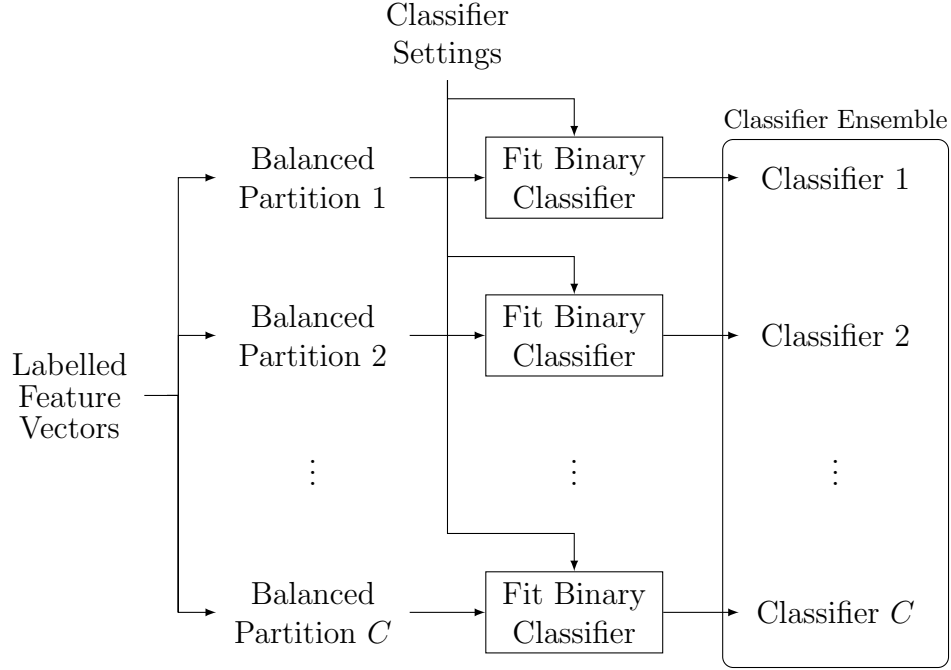 Classifier
Settings
Classifier Ensemble
Balanced
Partition 1
Fit Binary
Classifier
Classifier 1
Balanced
Partition 2
Fit Binary
Classifier
Classifier 2
Labelled
Feature
Vectors
⋮
⋮
⋮
Balanced
Partition C
Fit Binary
Classifier
Classifier C